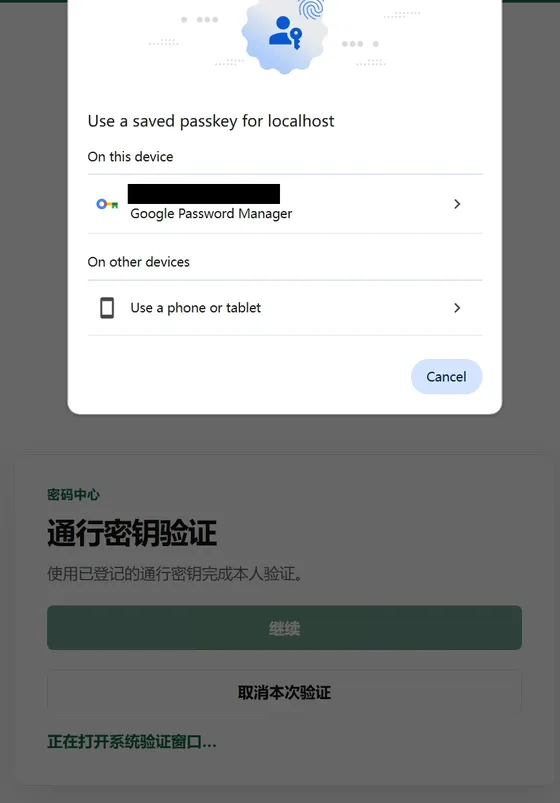 Use a saved passkey for localhost
On this device
Google Password Manager
On other devices
Use a phone or tablet
Cancel
密码中心
通行密钥验证
使用已登记的通行密钥完成本人验证。
继续
取消本次验证
正在打开系统验证窗口...